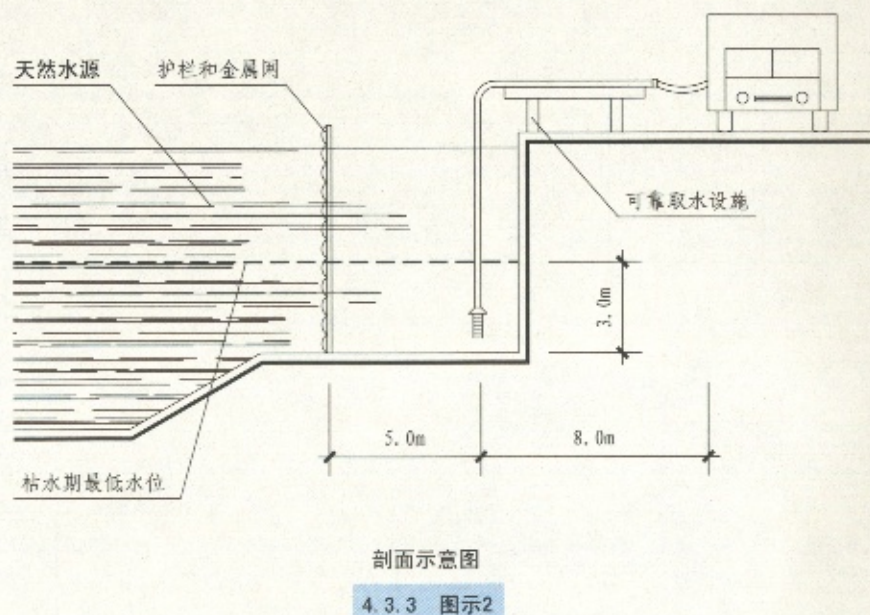 天然水源
护栏和金属网
可靠取水设施
3.0m
5.0m
8.0m
枯水期最低水位
剖面示意图
4.3.3 图示2